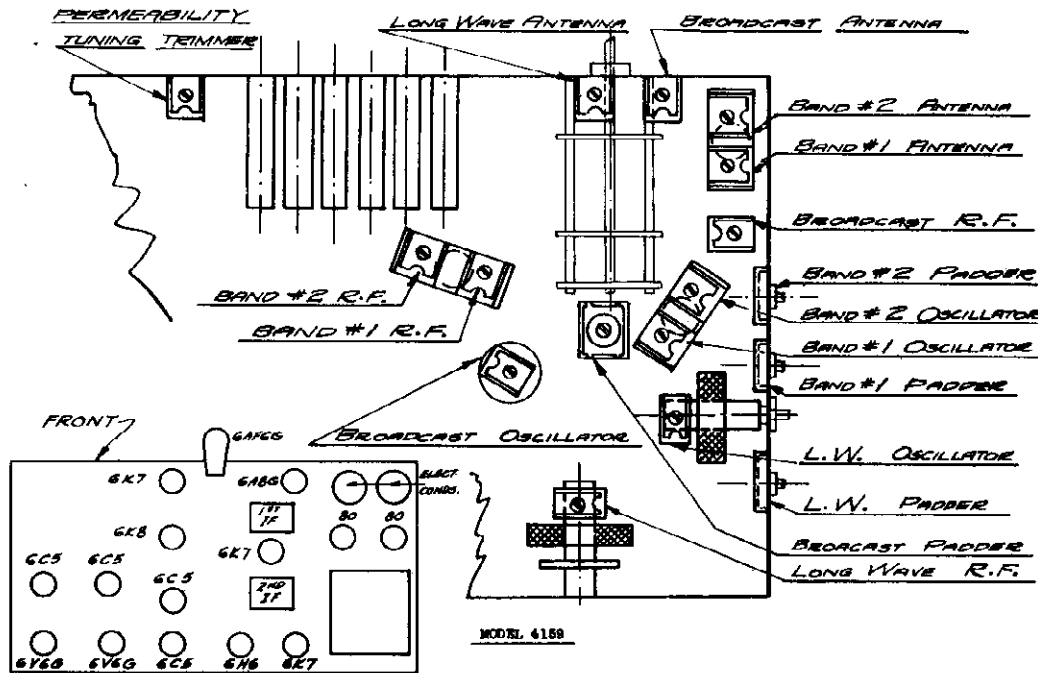 PERMEABILITY
TUNING TRIMMER
LONG WAVE ANTENNA
BROADCAST ANTENNA
BAND #2 ANTENNA
BAND #1 ANTENNA
BROADCAST R.F.
BAND #2 PADDER
BAND #2 R.F.
BAND #2 OSCILLATOR
BAND #1 R.F.
BAND #1 OSCILLATOR
BAND #1 PADDER
FRONT
BROADCAST OSCILLATOR
L.W. OSCILLATOR
L.W. PADDER
BROACAST PADDER
LONG WAVE R.F.
6K7
6A8G
ELECT.
CONDS.
1ST
IF
80
80
6K8
6K7
6C5
6C5
6C5
2ND
IF
6V6G
6C5
6H6
6K7
MODEL 4159